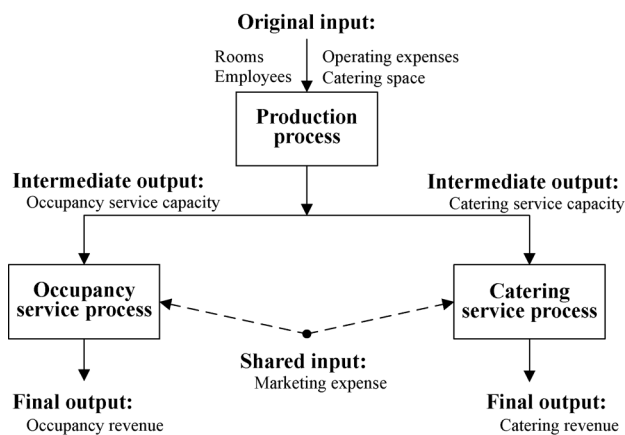 Original input:
Rooms
Employees
Operating expenses
Catering space
Production
process
Intermediate output:
Occupancy service capacity
Intermediate output:
Catering service capacity
Occupancy
service process
Catering
service process
Shared input:
Marketing expense
Final output:
Occupancy revenue
Final output:
Catering revenue